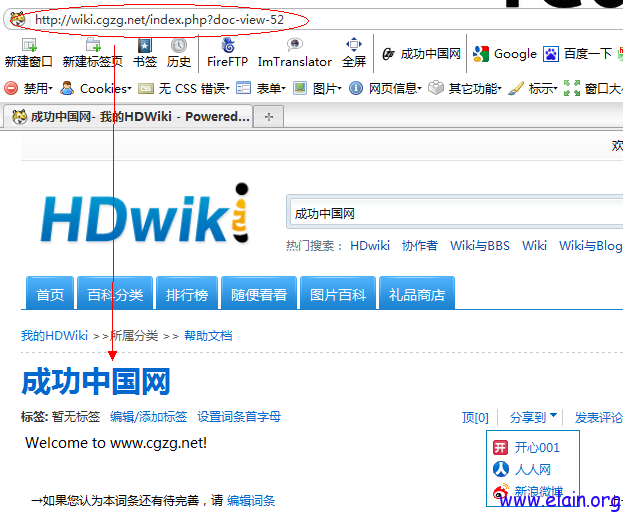 http://wiki.cgzg.net/index.php?doc-view-52
新建窗口 新建标签页 书签 历史 FireFTP ImTranslator 全屏 成功中国网 Google 百度一下
禁用 Cookies 无 CSS 错误 表单 图片 网页信息 其它功能 标示 窗口大
成功中国网- 我的HDWiki - Powered...
欢
HDwiki
成功中国网
热门搜索： HDwiki 协作者 Wiki与BBS Wiki Wiki与Blog
首页 百科分类 排行榜 随便看看 图片百科 礼品商店
我的HDWiki >>所属分类 >> 帮助文档
成功中国网
标签: 暂无标签 编辑/添加标签 设置词条首字母 顶[0] 分享到 发表评论
Welcome to www.cgzg.net!
开心001
人人网
新浪微博
→如果您认为本词条还有待完善，请 编辑词条
www.elain.org